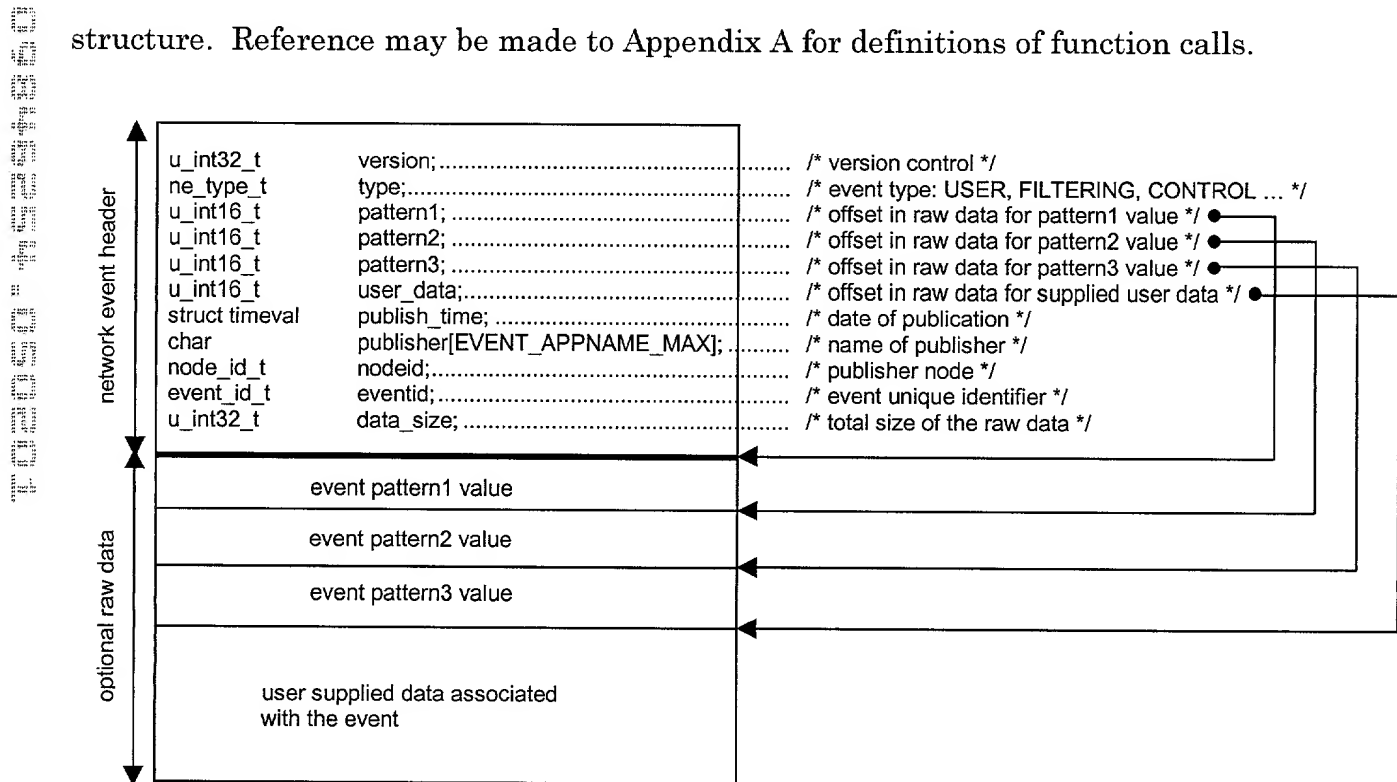 structure. Reference may be made to Appendix A for definitions of function calls.
network event header
u_int32_t version; /* version control */
ne_type_t type; /* event type: USER, FILTERING, CONTROL ... */
u_int16_t pattern1; /* offset in raw data for pattern1 value */
u_int16_t pattern2; /* offset in raw data for pattern2 value */
u_int16_t pattern3; /* offset in raw data for pattern3 value */
u_int16_t user_data; /* offset in raw data for supplied user data */
struct timeval publish_time; /* date of publication */
char publisher[EVENT_APPNAME_MAX]; /* name of publisher */
node_id_t nodeid; /* publisher node */
event_id_t eventid; /* event unique identifier */
u_int32_t data_size; /* total size of the raw data */
optional raw data
event pattern1 value
event pattern2 value
event pattern3 value
user supplied data associated
with the event